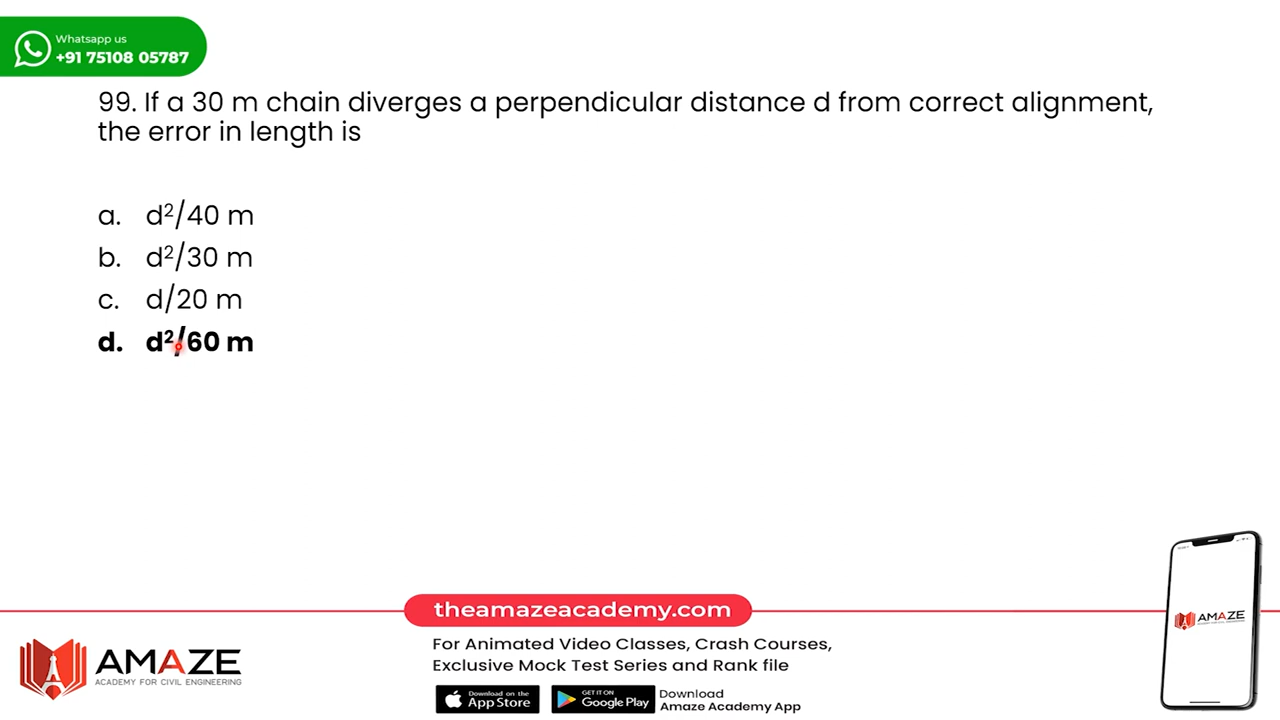 Whatsapp us
+91 75108 05787
99. If a 30 m chain diverges a perpendicular distance d from correct alignment,
the error in length is
a. d²/40 m
b. d²/30 m
c. d/20 m
d. d²/60 m
theamazeacademy.com
For Animated Video Classes, Crash Courses,
Exclusive Mock Test Series and Rank file
AMAZE
ACADEMY FOR CIVIL ENGINEERING
Download on the
App Store
GET IT ON
Google Play
Download
Amaze Academy App
AMAZE